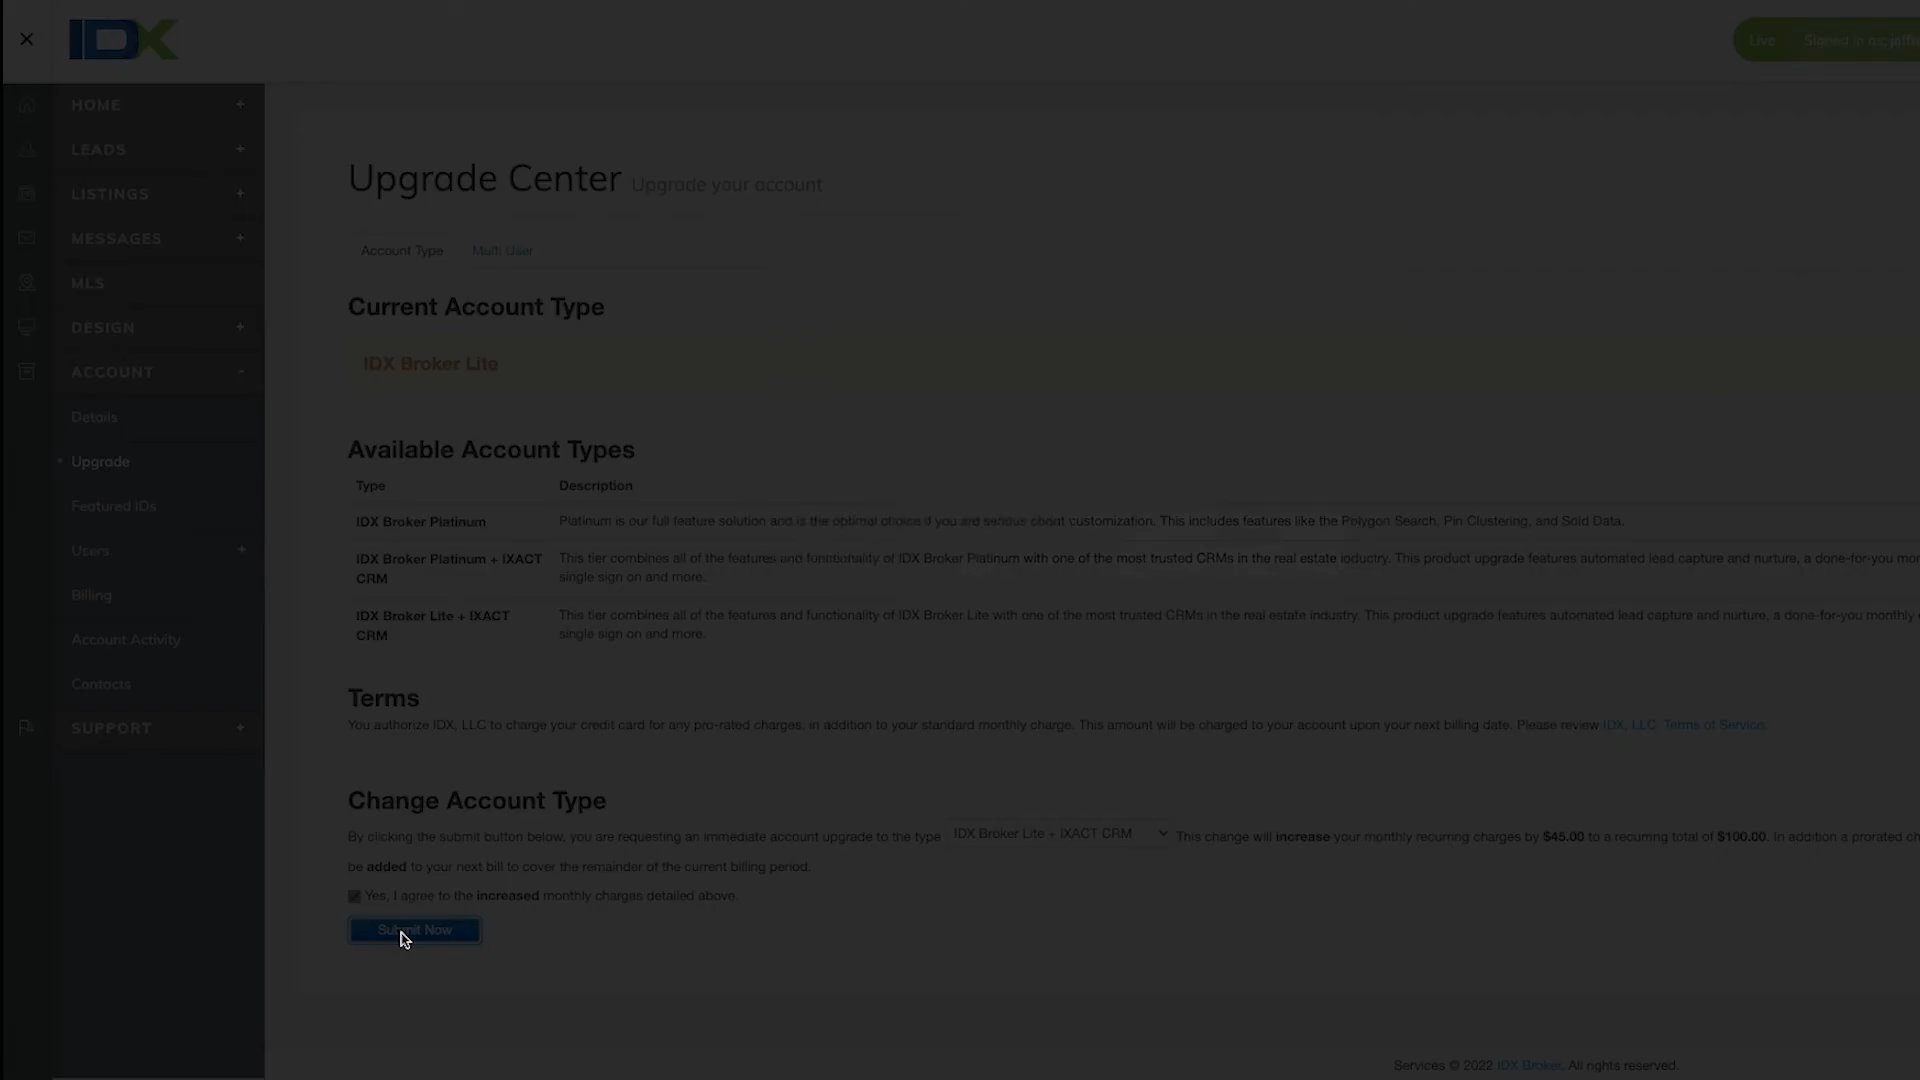 IDX
Live Signed in as:
HOME +
LEADS +
LISTINGS +
MESSAGES +
MLS
DESIGN +
ACCOUNT -
Details
Upgrade
Featured IDs
Users +
Billing
Account Activity
Contacts
SUPPORT +
Upgrade Center Upgrade your account
Account Type Multi User
Current Account Type
IDX Broker Lite
Available Account Types
Type Description
IDX Broker Platinum Platinum is our full feature solution and is the optimal choice if you are serious about customization. This includes features like the Polygon Search, Pin Clustering, and Sold Data.
IDX Broker Platinum + IXACT This tier combines all of the features and functionality of IDX Broker Platinum with one of the most trusted CRMs in the real estate industry. This product upgrade features automated lead capture and nurture, a done-for-you mon
CRM single sign on and more.
IDX Broker Lite + IXACT This tier combines all of the features and functionality of IDX Broker Lite with one of the most trusted CRMs in the real estate industry. This product upgrade features automated lead capture and nurture, a done-for-you monthly
CRM single sign on and more.
Terms
You authorize IDX, LLC to charge your credit card for any pro-rated charges, in addition to your standard monthly charge. This amount will be charged to your account upon your next billing date. Please review IDX, LLC Terms of Service.
Change Account Type
By clicking the submit button below, you are requesting an immediate account upgrade to the type IDX Broker Lite + IXACT CRM This change will increase your monthly recurring charges by $45.00 to a recuring total of $100.00. In addition a prorated ch
be added to your next bill to cover the remainder of the current billing period.
Yes, I agree to the increased monthly charges detailed above.
Submit Now
Services © 2022 IDX Broker. All rights reserved.